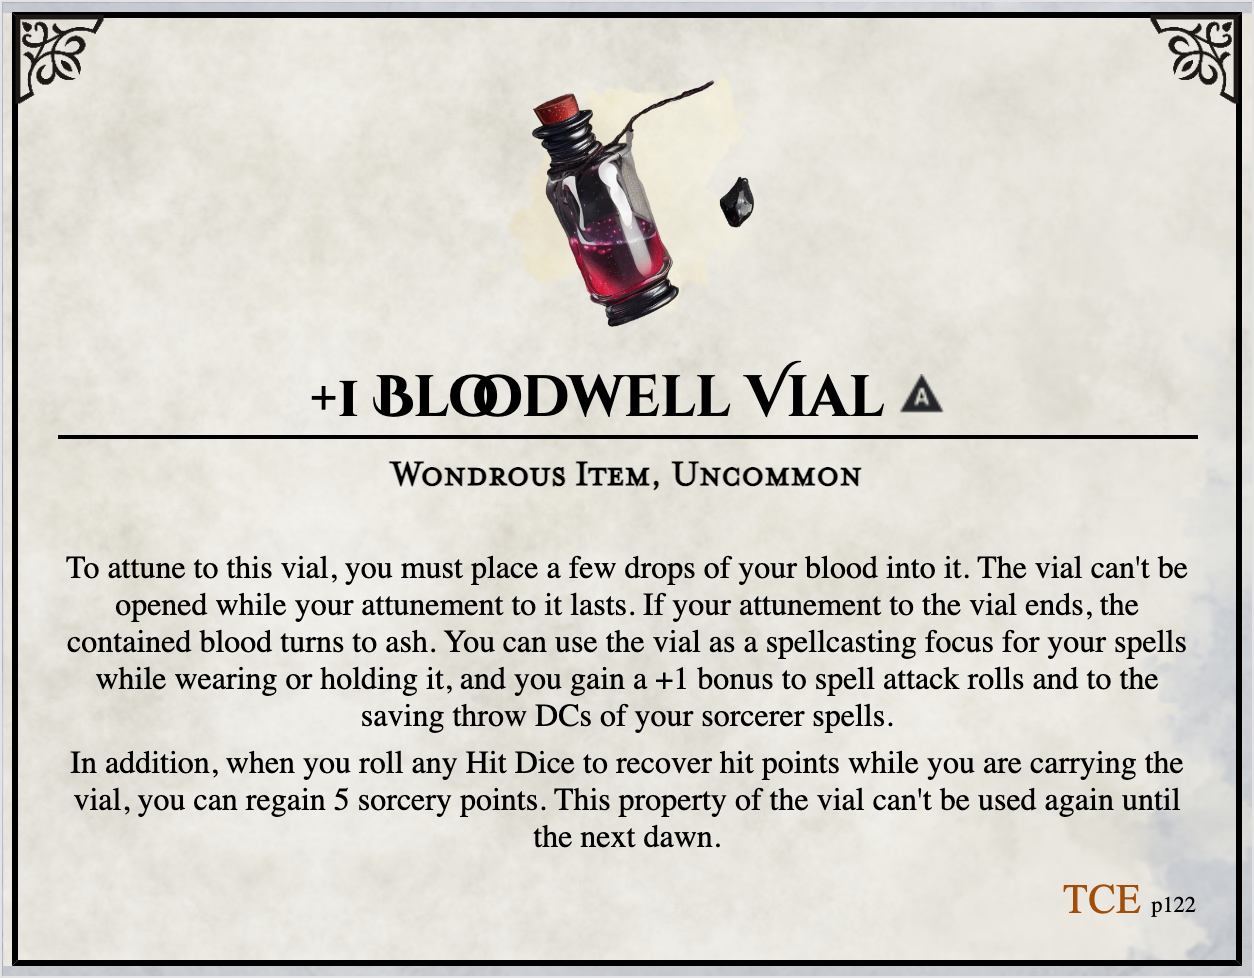 +1 BLOODWELL VIAL A
WONDROUS ITEM, UNCOMMON
To attune to this vial, you must place a few drops of your blood into it. The vial can't be
opened while your attunement to it lasts. If your attunement to the vial ends, the
contained blood turns to ash. You can use the vial as a spellcasting focus for your spells
while wearing or holding it, and you gain a +1 bonus to spell attack rolls and to the
saving throw DCs of your sorcerer spells.
In addition, when you roll any Hit Dice to recover hit points while you are carrying the
vial, you can regain 5 sorcery points. This property of the vial can't be used again until
the next dawn.
TCE p122